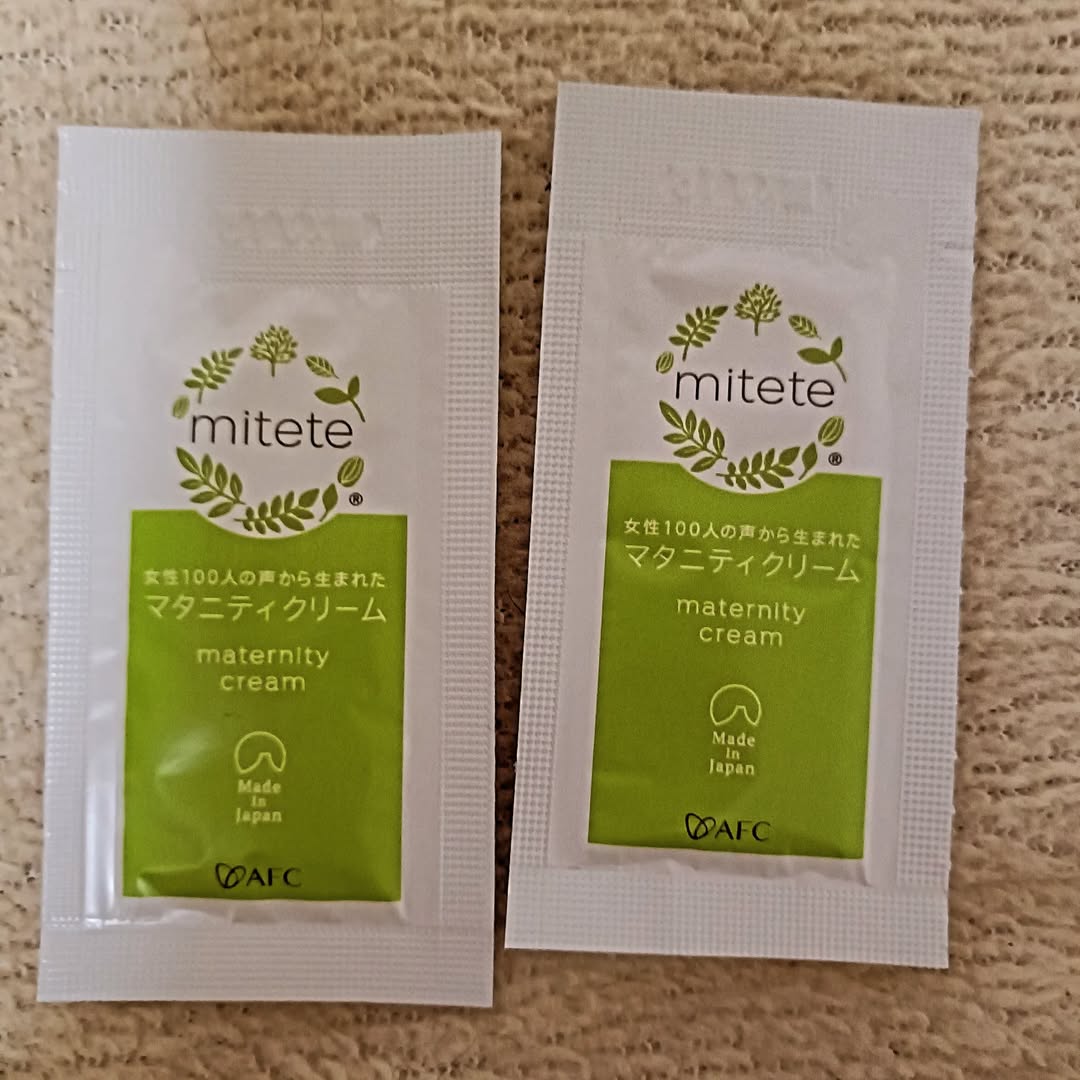 mitete
®
女性100人の声から生まれた
マタニティクリーム
maternity
cream
Made
In
Japan
AFC
mitete
®
女性100人の声から生まれた
マタニティクリーム
maternity
cream
Made
In
Japan
AFC